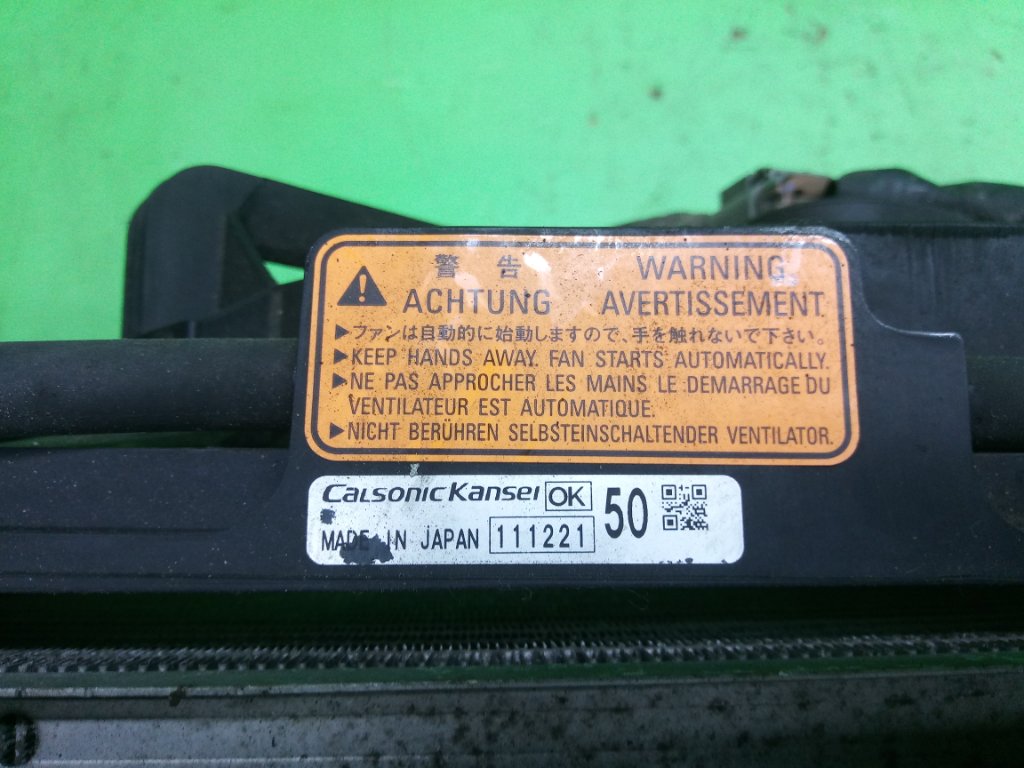 警告 WARNING
ACHTUNG AVERTISSEMENT
▶ファンは自動的に始動しますので、手を触れないで下さい。
▶KEEP HANDS AWAY. FAN STARTS AUTOMATICALLY.
▶NE PAS APPROCHER LES MAINS LE DEMARRAGE DU
VENTILATEUR EST AUTOMATIQUE.
▶NICHT BERÜHREN SELBSTEINSCHALTENDER VENTILATOR.
CALSONIC KANSEI OK 50
MADE IN JAPAN 111221